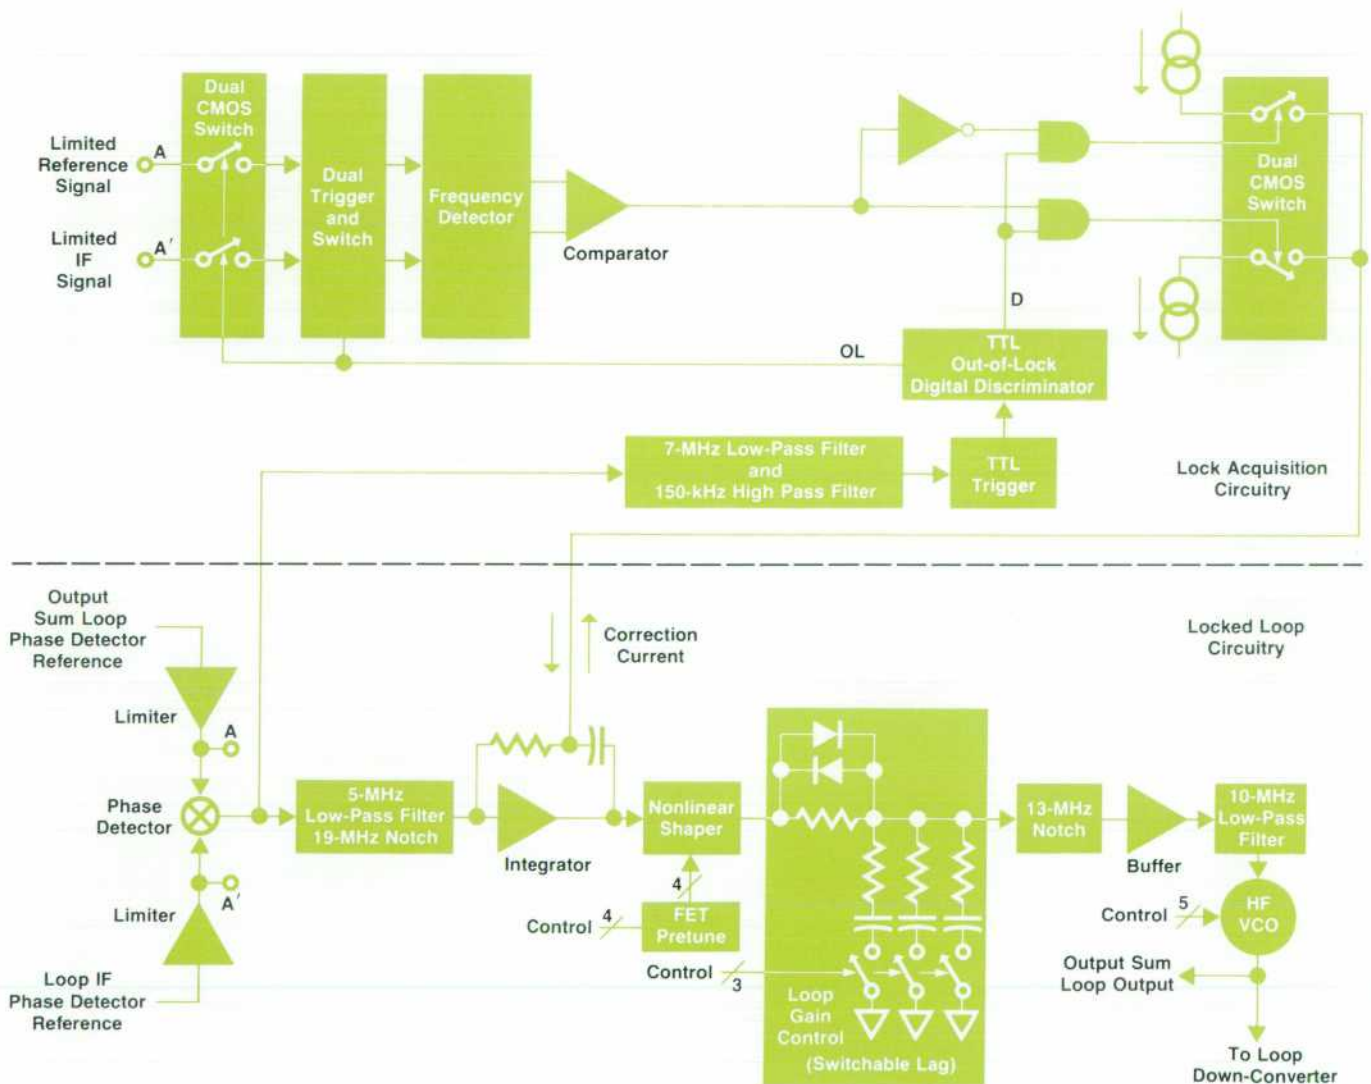 Dual
CMOS
Switch
Limited
Reference
Signal
A
Limited
IF
Signal
A′
Dual
Trigger
and
Switch
Frequency
Detector
Comparator
Dual
CMOS
Switch
D
OL
TTL
Out-of-Lock
Digital Discriminator
7-MHz Low-Pass Filter
and
150-kHz High Pass Filter
TTL
Trigger
Lock Acquisition
Circuitry
Output
Sum Loop
Phase Detector
Reference
Correction
Current
Locked Loop
Circuitry
Limiter
A
Phase
Detector
5-MHz
Low-Pass Filter
19-MHz Notch
Integrator
Nonlinear
Shaper
13-MHz
Notch
Buffer
10-MHz
Low-Pass
Filter
A′
Limiter
4
Control
4
FET
Pretune
Control
3
Loop
Gain
Control
(Switchable Lag)
Control
5
HF
VCO
Output Sum
Loop Output
Loop IF
Phase Detector
Reference
To Loop
Down-Converter